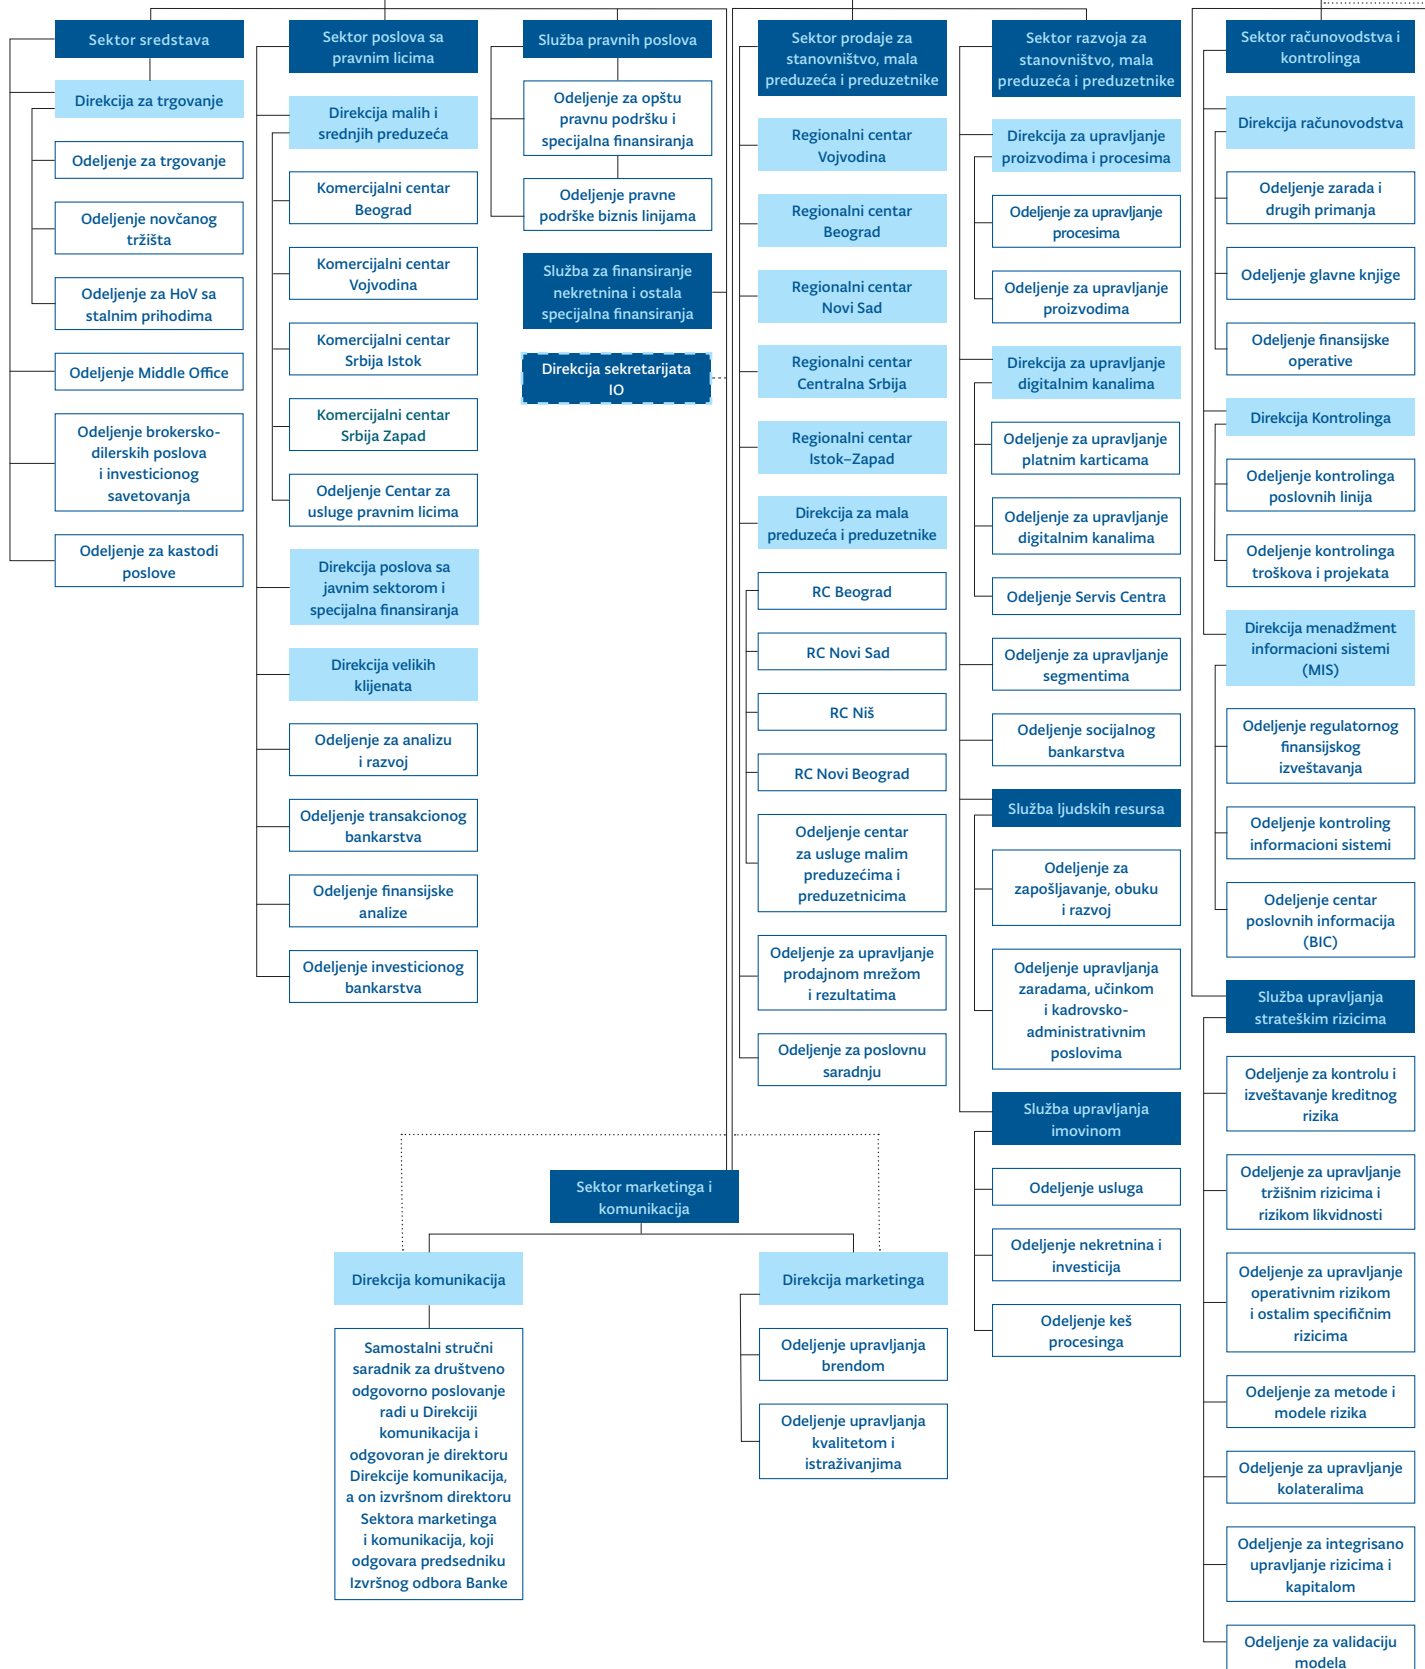 Sektor sredstava
Direkcija za trgovanje
Odeljenje za trgovanje
Odeljenje novčanog
tržišta
Odeljenje za HoV sa
stalnim prihodima
Odeljenje Middle Office
Odeljenje brokersko-
dilerskih poslova
i investicionog
savetovanja
Odeljenje za kastodi
poslove
Sektor poslova sa
pravnim licima
Direkcija malih i
srednjih preduzeća
Komercijalni centar
Beograd
Komercijalni centar
Vojvodina
Komercijalni centar
Srbija Istok
Komercijalni centar
Srbija Zapad
Odeljenje Centar za
usluge pravnim licima
Direkcija poslova sa
javnim sektorom i
specijalna finansiranja
Direkcija velikih
klijenata
Odeljenje za analizu
i razvoj
Odeljenje transakcionog
bankarstva
Odeljenje finansijske
analize
Odeljenje investicionog
bankarstva
Služba pravnih poslova
Odeljenje za opštu
pravnu podršku i
specijalna finansiranja
Odeljenje pravne
podrške biznis linijama
Služba za finansiranje
nekretnina i ostala
specijalna finansiranja
Direkcija sekretarijata
IO
Sektor prodaje za
stanovništvo, mala
preduzeća i preduzetnike
Regionalni centar
Vojvodina
Regionalni centar
Beograd
Regionalni centar
Novi Sad
Regionalni centar
Centralna Srbija
Regionalni centar
Istok–Zapad
Direkcija za mala
preduzeća i preduzetnike
RC Beograd
RC Novi Sad
RC Niš
RC Novi Beograd
Odeljenje centar
za usluge malim
preduzećima i
preduzetnicima
Odeljenje za upravljanje
prodajnom mrežom
i rezultatima
Odeljenje za poslovnu
saradnju
Sektor razvoja za
stanovništvo, mala
preduzeća i preduzetnike
Direkcija za upravljanje
proizvodima i procesima
Odeljenje za upravljanje
procesima
Odeljenje za upravljanje
proizvodima
Direkcija za upravljanje
digitalnim kanalima
Odeljenje za upravljanje
platnim karticama
Odeljenje za upravljanje
digitalnim kanalima
Odeljenje Servis Centra
Odeljenje za upravljanje
segmentima
Odeljenje socijalnog
bankarstva
Služba ljudskih resursa
Odeljenje za
zapošljavanje, obuku
i razvoj
Odeljenje upravljanja
zaradama, učinkom
i kadrovsko-
administrativnim
poslovima
Služba upravljanja
imovinom
Odeljenje usluga
Odeljenje nekretnina i
investicija
Odeljenje keš
procesinga
Sektor računovodstva i
kontrolinga
Direkcija računovodstva
Odeljenje zarada i
drugih primanja
Odeljenje glavne knjige
Odeljenje finansijske
operative
Direkcija Kontrolinga
Odeljenje kontrolinga
poslovnih linija
Odeljenje kontrolinga
troškova i projekata
Direkcija menadžment
informacioni sistemi
(MIS)
Odeljenje regulatornog
finansijskog
izveštavanja
Odeljenje kontroling
informacioni sistemi
Odeljenje centar
poslovnih informacija
(BIC)
Služba upravljanja
strateškim rizicima
Odeljenje za kontrolu i
izveštavanje kreditnog
rizika
Odeljenje za upravljanje
tržišnim rizicima i
rizikom likvidnosti
Odeljenje za upravljanje
operativnim rizikom
i ostalim specifičnim
rizicima
Odeljenje za metode i
modele rizika
Odeljenje za upravljanje
kolateralima
Odeljenje za integrisano
upravljanje rizicima i
kapitalom
Odeljenje za validaciju
modela
Sektor marketinga i
komunikacija
Direkcija komunikacija
Samostalni stručni
saradnik za društveno
odgovorno poslovanje
radi u Direkciji
komunikacija i
odgovoran je direktoru
Direkcije komunikacija,
a on izvršnom direktoru
Sektora marketinga
i komunikacija, koji
odgovara predsedniku
Izvršnog odbora Banke
Direkcija marketinga
Odeljenje upravljanja
brendom
Odeljenje upravljanja
kvalitetom i
istraživanjima